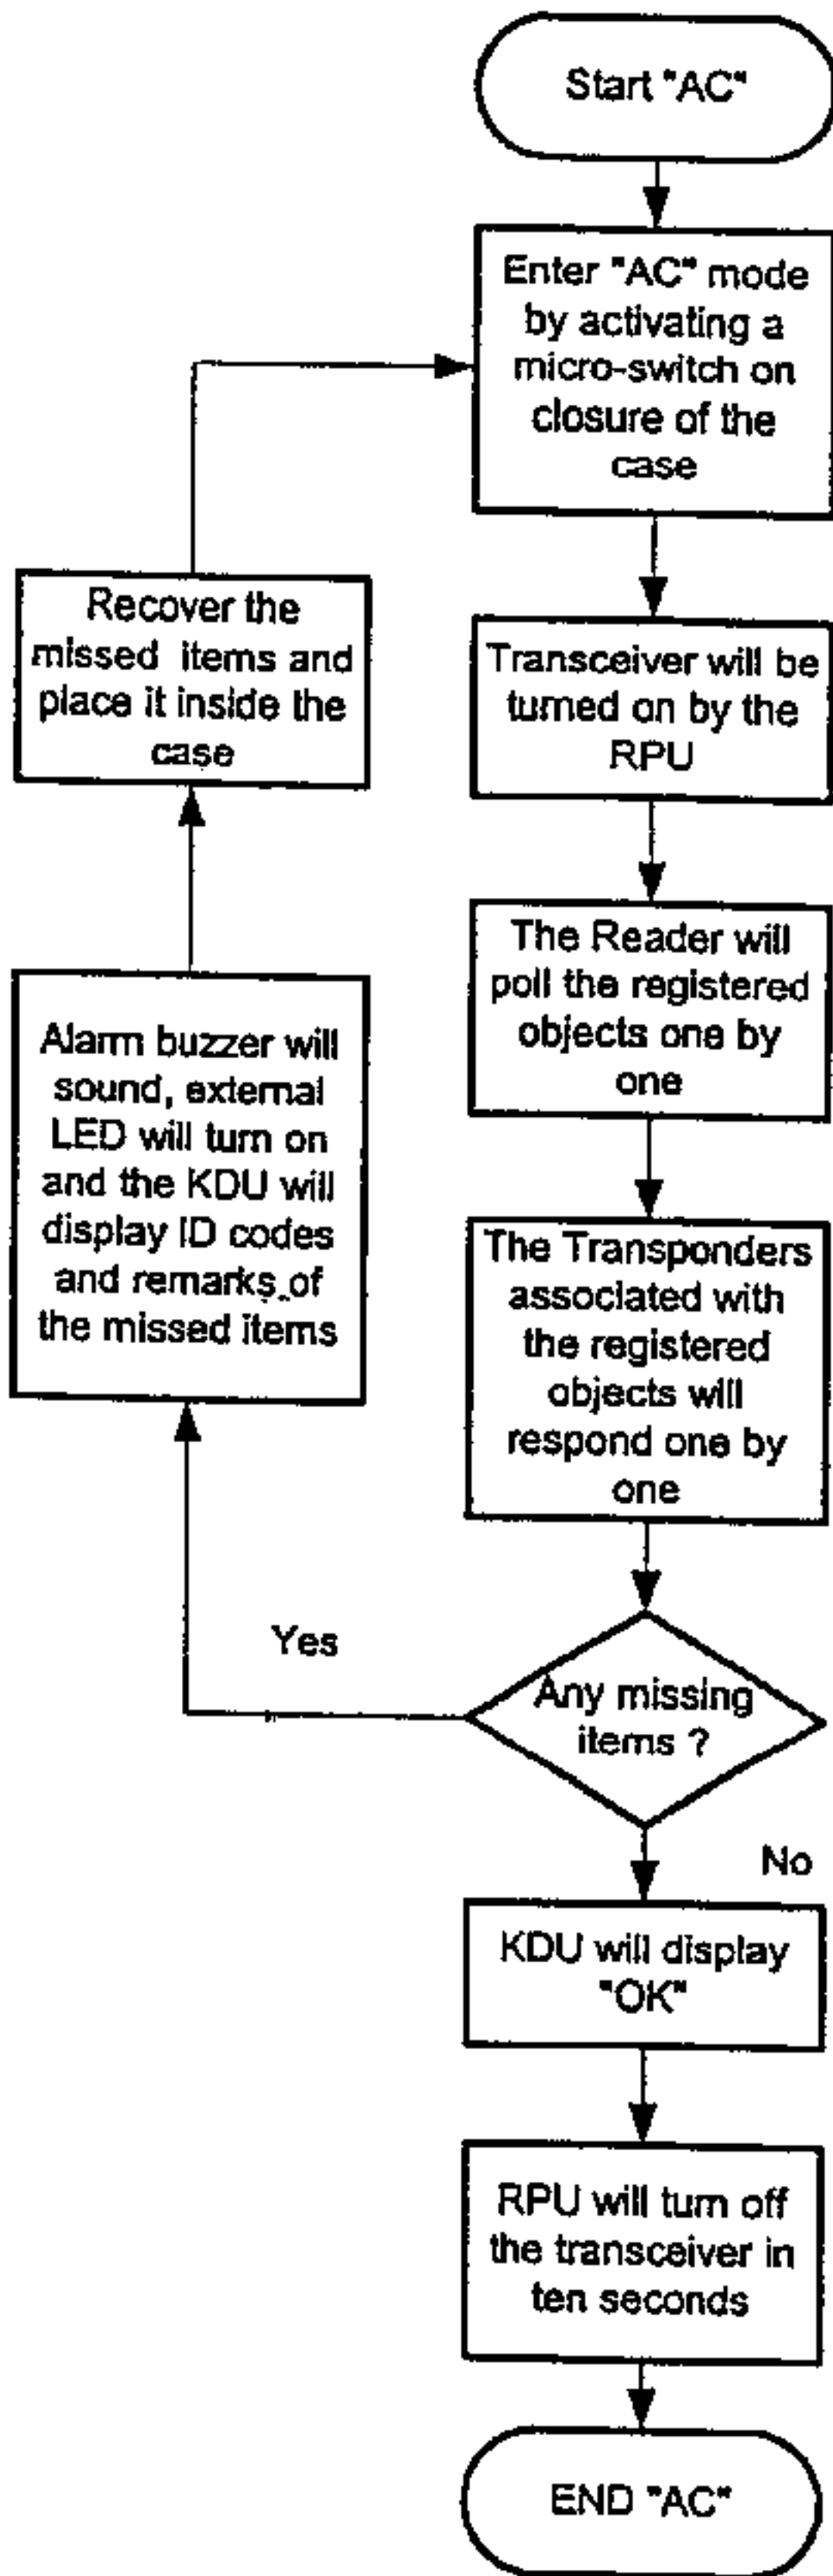 Start "AC"
Enter "AC" mode
by activating a
micro-switch on
closure of the
case
Transceiver will be
turned on by the
RPU
The Reader will
poll the registered
objects one by
one
The Transponders
associated with
the registered
objects will
respond one by
one
Any missing
items ?
Yes
Alarm buzzer will
sound, external
LED will turn on
and the KDU will
display ID codes
and remarks of
the missed items
Recover the
missed items and
place it inside the
case
No
KDU will display
"OK"
RPU will turn off
the transceiver in
ten seconds
END "AC"